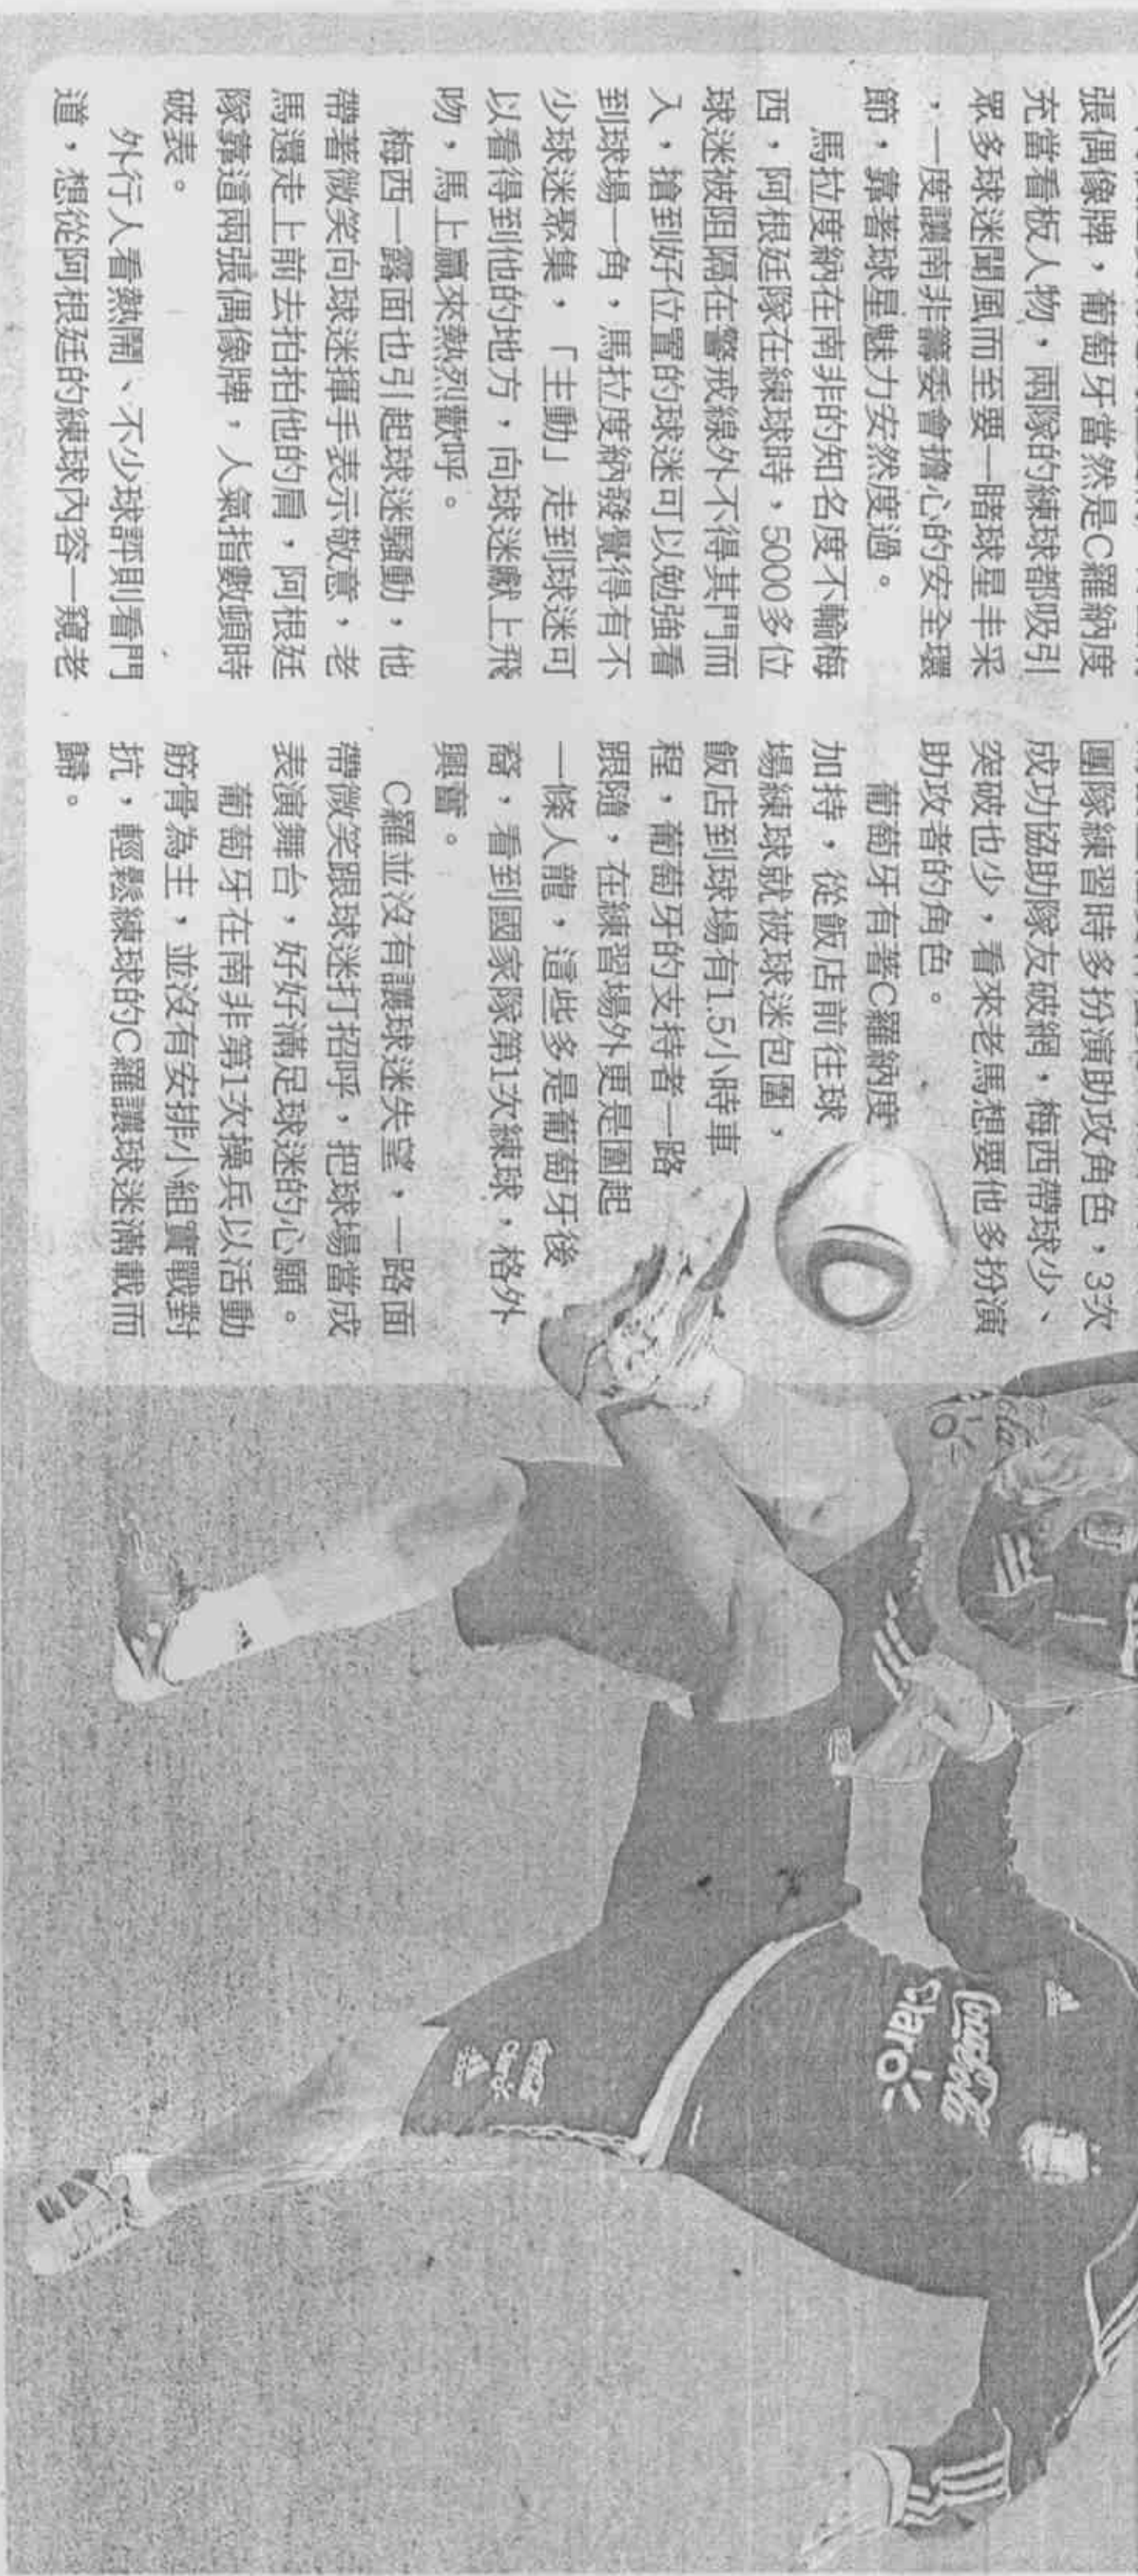 張偶像牌，葡萄牙當然是C羅納度
充當看板人物，兩隊的練球都吸引
眾多球迷聞風而至要一睹球星丰采
，一度讓南非籌委會擔心的安全環
節，靠著球星魅力安然度過。
馬拉度納在南非的知名度不輸梅
西，阿根廷隊在練球時，5000多位
球迷被阻隔在警戒線外不得其門而
入，搶到好位置的球迷可以勉強看
到球場一角，馬拉度納發覺得有不
少球迷聚集，「主動」走到球迷可
以看得到他的地方，向球迷獻上飛
吻，馬上贏來熱烈歡呼。
梅西一露面也引起球迷騷動，他
帶著微笑向球迷揮手表示敬意，老
馬還走上前去拍拍他的肩，阿根廷
隊靠這兩張偶像牌，人氣指數頓時
破表。
外行人看熱鬧、不少球評則看門
道，想從阿根廷的練球內容一窺老
團隊練習時多扮演助攻角色，3次
成功協助隊友破網，梅西帶球少、
突破也少，看來老馬想要他多扮演
助攻者的角色。
葡萄牙有著C羅納度
加持，從飯店前往球
場練球就被球迷包圍，
飯店到球場有1.5小時車
程，葡萄牙的支持者一路
跟隨，在練習場外更是圍起
一條人龍，這些多是葡萄牙後
裔，看到國家隊第1次練球，格外
興奮。
C羅並沒有讓球迷失望，一路面
帶微笑跟球迷打招呼，把球場當成
表演舞台，好好滿足球迷的心願。
葡萄牙在南非第1次操兵以活動
筋骨為主，並沒有安排小組實戰對
抗，輕鬆練球的C羅讓球迷滿載而
歸。
Coca-Cola
Claro